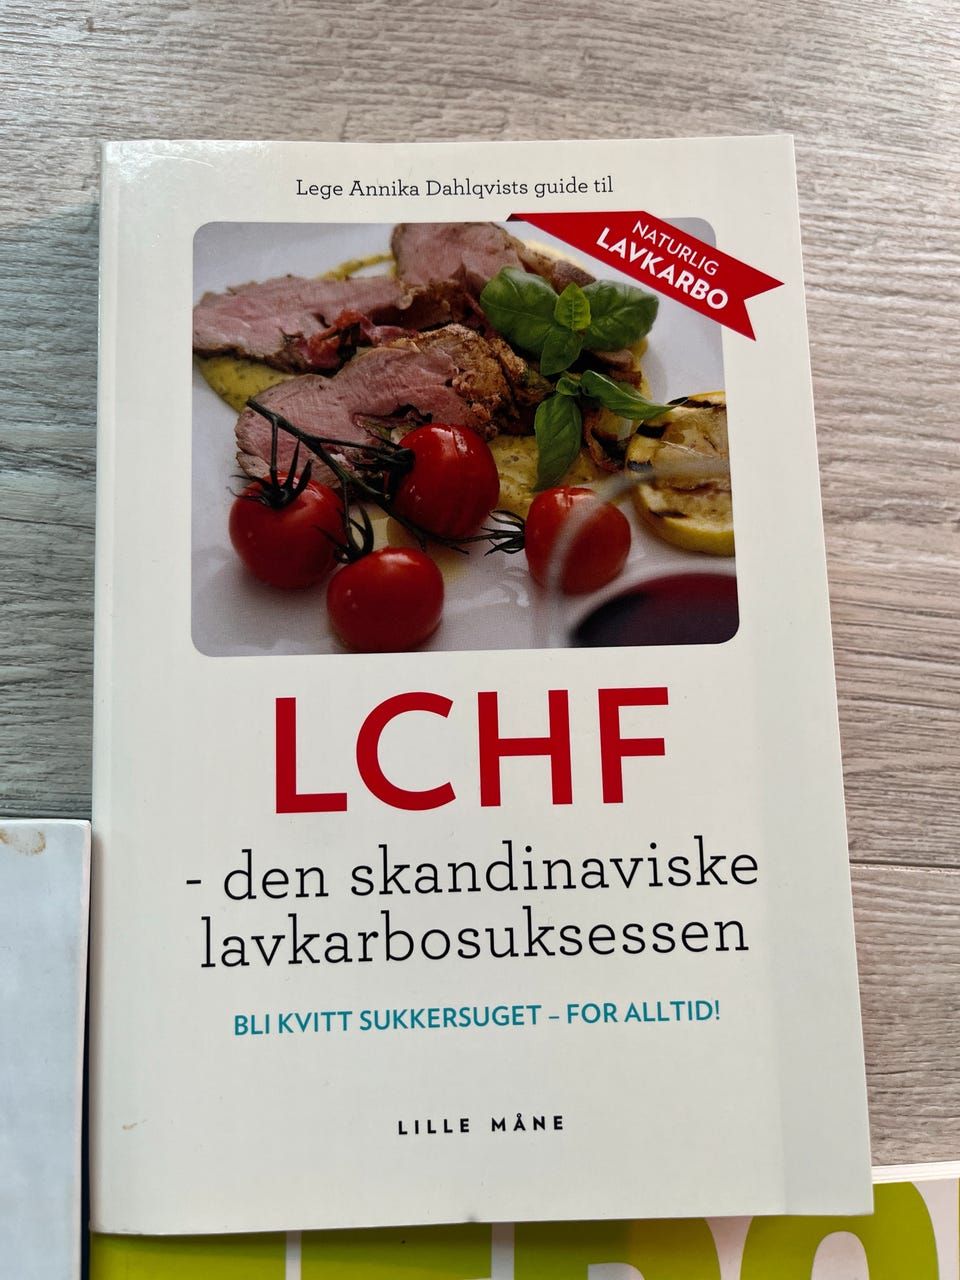 Lege Annika Dahlqvists guide til
NATURLIG
LAVKARBO
LCHF
- den skandinaviske
lavkarbosuksessen
BLI KVITT SUKKERSUGET – FOR ALLTID!
LILLE MÅNE